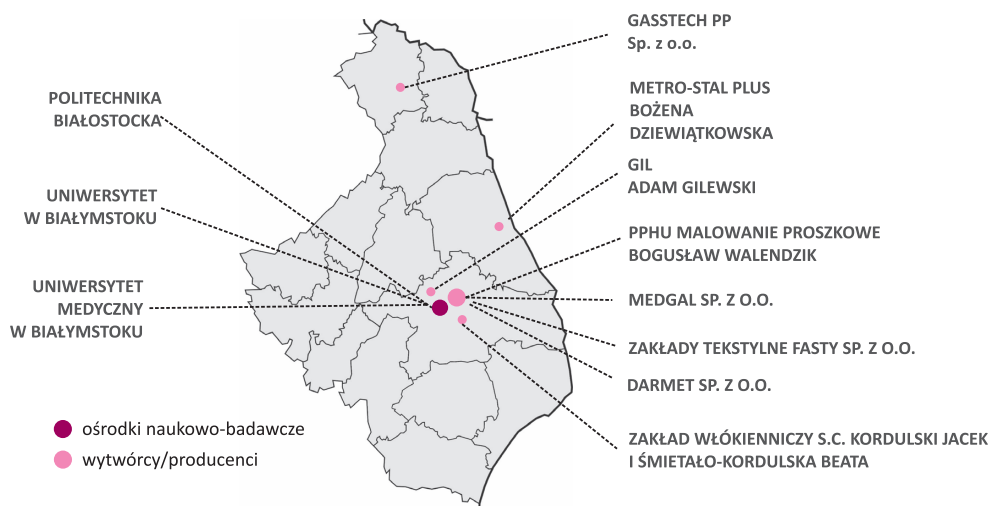 POLITECHNIKA
BIAŁOSTOCKA
UNIWERSYTET
W BIAŁYMSTOKU
UNIWERSYTET
MEDYCZNY
W BIAŁYMSTOKU
GASSTECH PP
Sp. z o.o.
METRO-STAL PLUS
BOŻENA
DZIEWIĄTKOWSKA
GIL
ADAM GILEWSKI
PPHU MALOWANIE PROSZKOWE
BOGUSŁAW WALENDZIK
MEDGAL SP. Z O.O.
ZAKŁADY TEKSTYLNE FASTY SP. Z O.O.
DARMET SP. Z O.O.
ZAKŁAD WŁÓKIENNICZY S.C. KORDULSKI JACEK
I ŚMIETAŁO-KORDULSKA BEATA
ośrodki naukowo-badawcze
wytwórcy/producenci